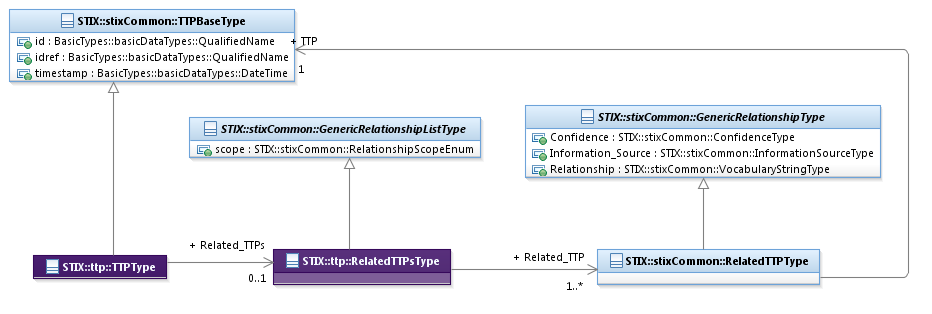 STIX::stixCommon::TTPBaseType
id : BasicTypes::basicDataTypes::QualifiedName
idref : BasicTypes::basicDataTypes::QualifiedName
timestamp : BasicTypes::basicDataTypes::DateTime
+ TTP
1
STIX::stixCommon::GenericRelationshipListType
scope : STIX::stixCommon::RelationshipScopeEnum
STIX::stixCommon::GenericRelationshipType
Confidence : STIX::stixCommon::ConfidenceType
Information_Source : STIX::stixCommon::InformationSourceType
Relationship : STIX::stixCommon::VocabularyStringType
STIX::ttp::TTPType
+ Related_TTPs
0..1
STIX::ttp::RelatedTTPsType
+ Related_TTP
1..*
STIX::stixCommon::RelatedTTPType